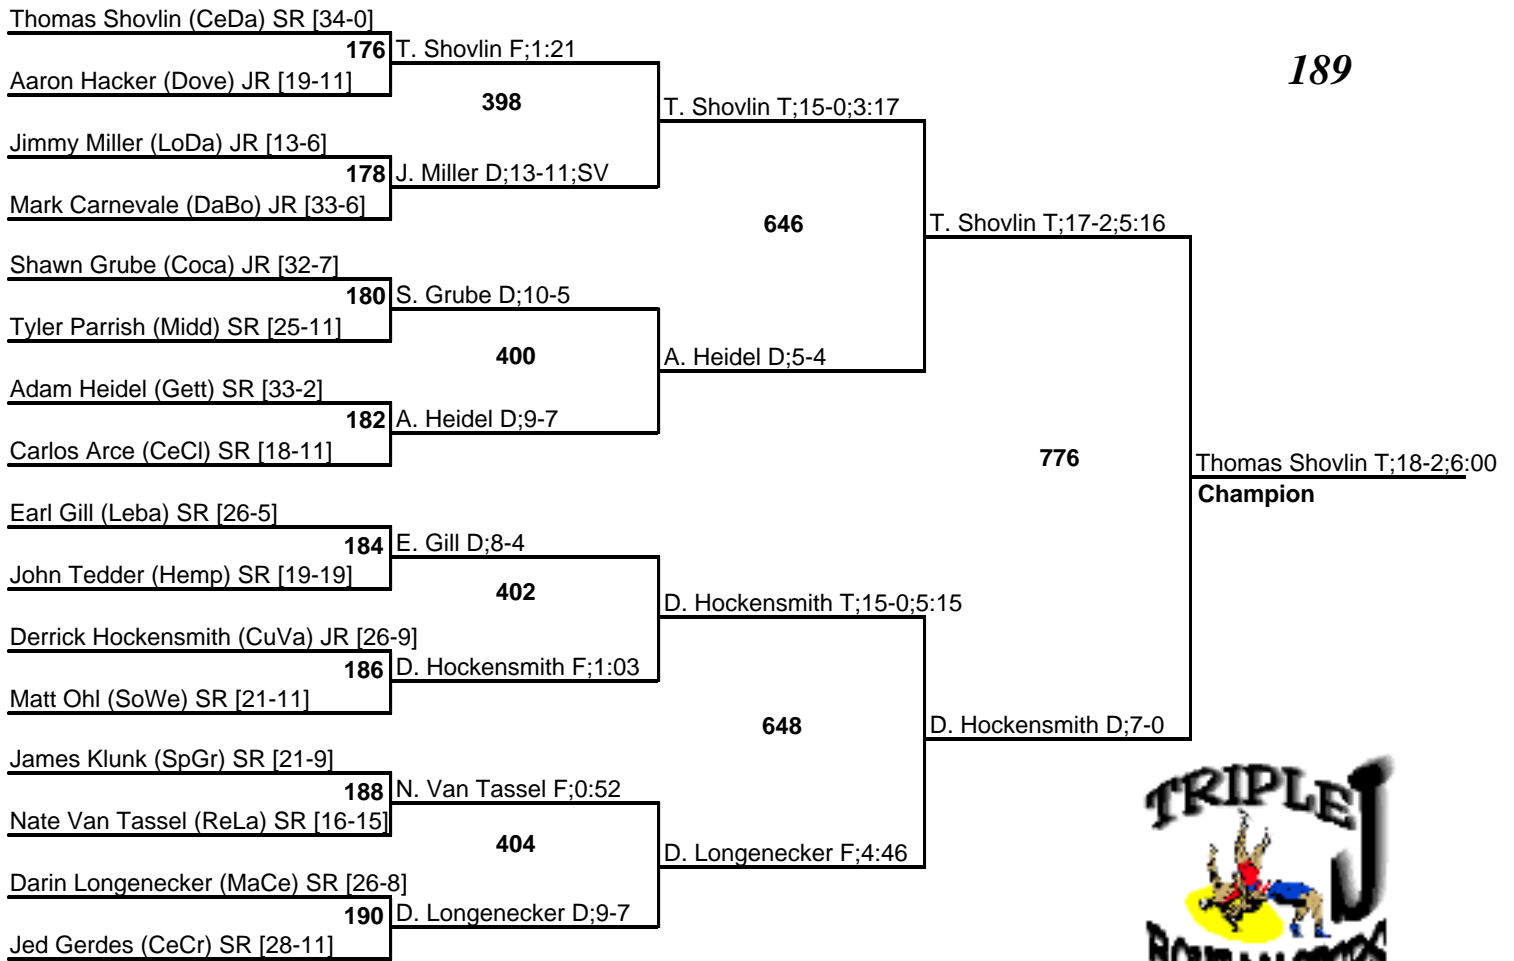 Thomas Shovlin (CeDa) SR [34-0]
176 T. Shovlin F;1:21
189
Aaron Hacker (Dove) JR [19-11]
398
T. Shovlin T;15-0;3:17
Jimmy Miller (LoDa) JR [13-6]
178 J. Miller D;13-11;SV
Mark Carnevale (DaBo) JR [33-6]
646
T. Shovlin T;17-2;5:16
Shawn Grube (Coca) JR [32-7]
180 S. Grube D;10-5
Tyler Parrish (Midd) SR [25-11]
400
A. Heidel D;5-4
Adam Heidel (Gett) SR [33-2]
182 A. Heidel D;9-7
Carlos Arce (CeCl) SR [18-11]
776
Thomas Shovlin T;18-2;6:00
Champion
Earl Gill (Leba) SR [26-5]
184 E. Gill D;8-4
John Tedder (Hemp) SR [19-19]
402
D. Hockensmith T;15-0;5:15
Derrick Hockensmith (CuVa) JR [26-9]
186 D. Hockensmith F;1:03
Matt Ohl (SoWe) SR [21-11]
648
D. Hockensmith D;7-0
James Klunk (SpGr) SR [21-9]
188 N. Van Tassel F;0:52
Nate Van Tassel (ReLa) SR [16-15]
404
D. Longenecker F;4:46
Darin Longenecker (MaCe) SR [26-8]
190 D. Longenecker D;9-7
Jed Gerdes (CeCr) SR [28-11]
TRIPLE J